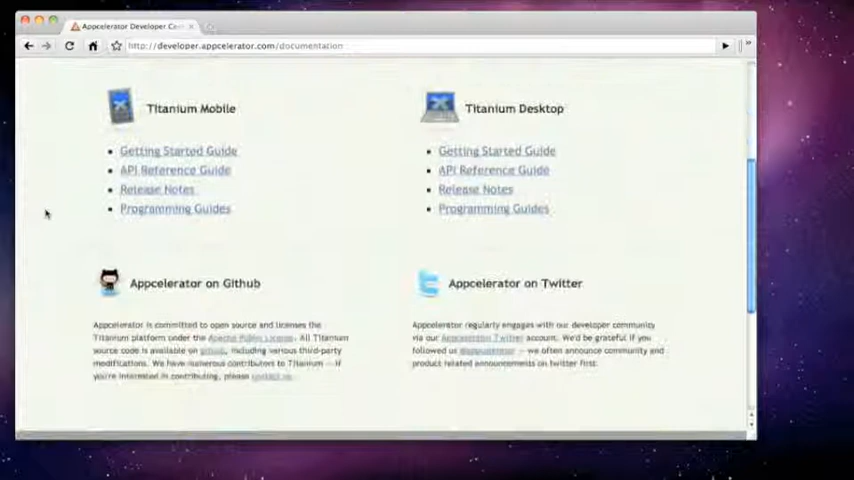 Appcelerator Developer Cen
http://developer.appcelerator.com/documentation
Titanium Mobile
Getting Started Guide
API Reference Guide
Release Notes
Programming Guides
Titanium Desktop
Getting Started Guide
API Reference Guide
Release Notes
Programming Guides
Appcelerator on Github
Appcelerator is committed to open source and licenses the
Titanium platform under the Apache Public License. All Titanium
source code is available on github, including various third-party
modifications. We have numerous contributors to Titanium — if
you're interested in contributing, please contact us.
Appcelerator on Twitter
Appcelerator regularly engages with our developer community
via our Appcelerator Twitter account. We'd be grateful if you
followed us @appcelerator — we often announce community and
product related announcements on twitter first.